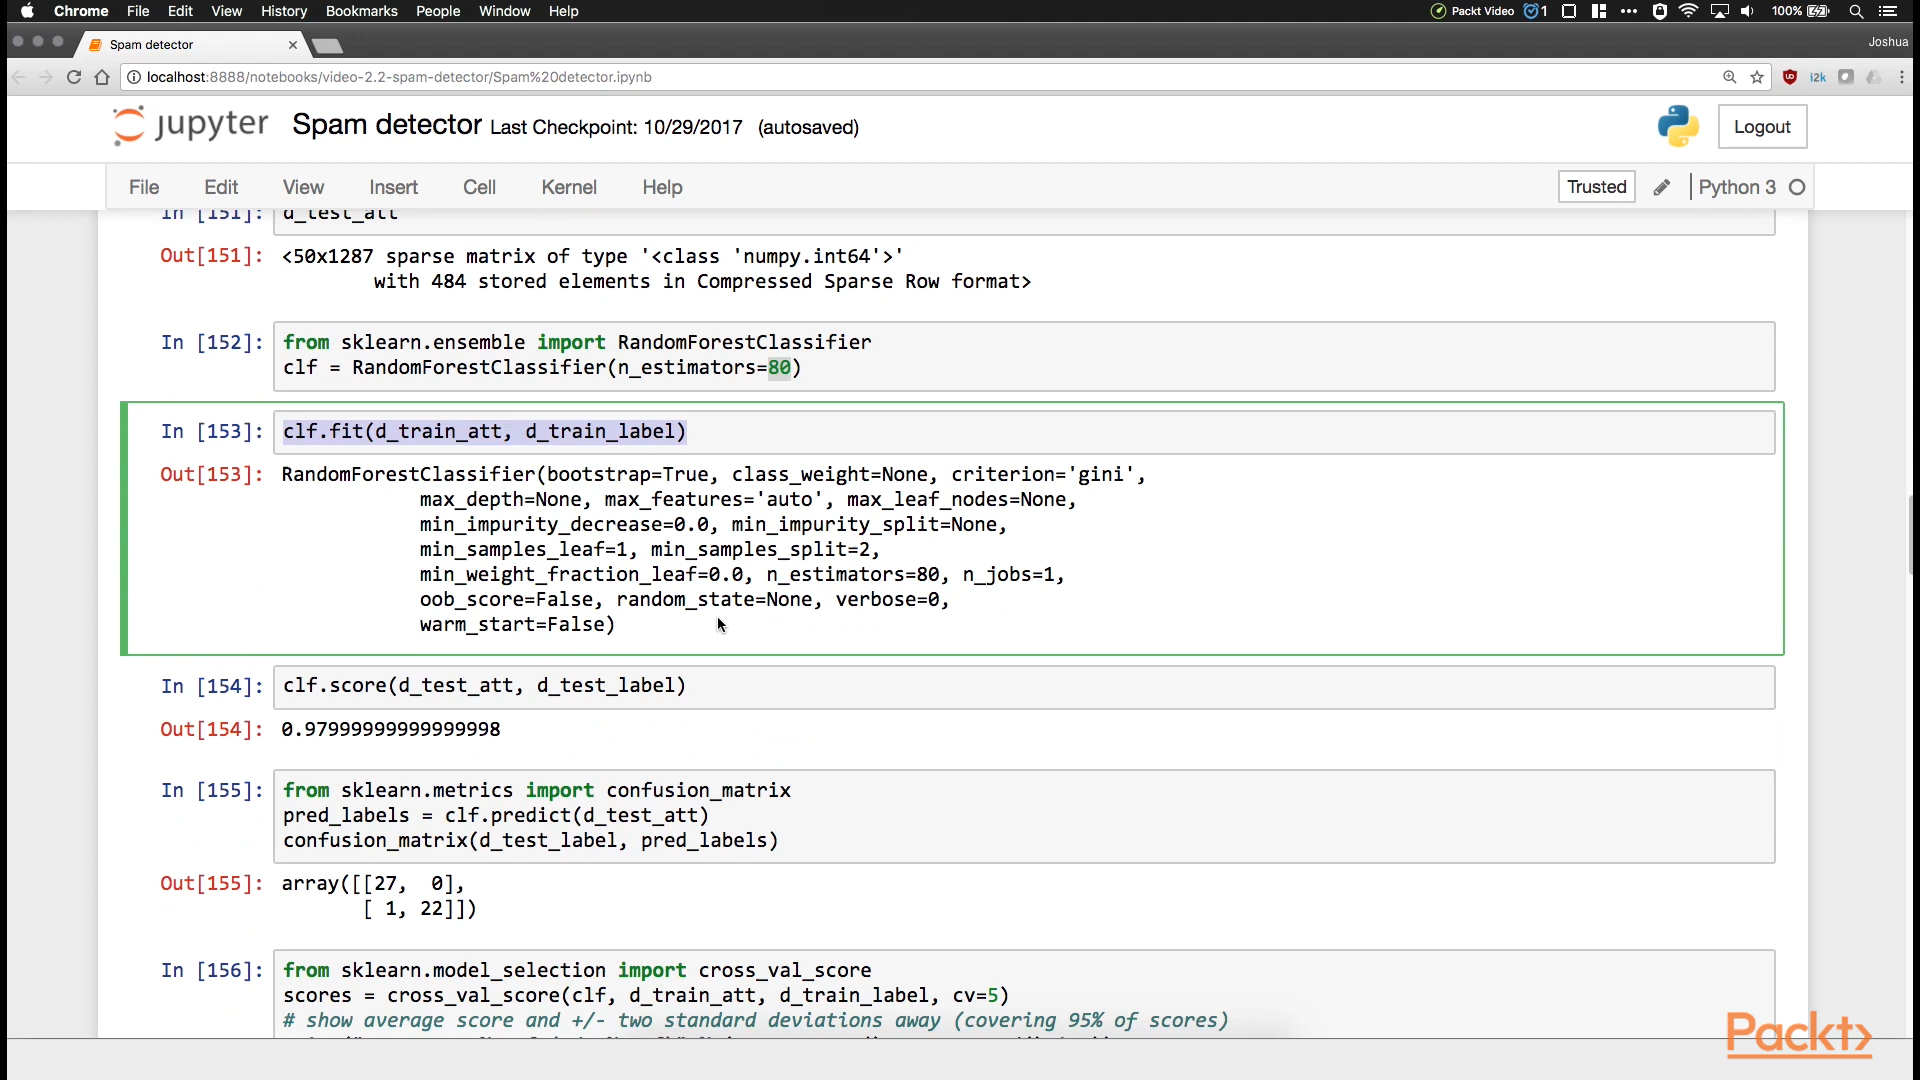 Chrome File Edit View History Bookmarks People Window Help Packt Video 1 100%
Spam detector Joshua
localhost:8888/notebooks/video-2.2-spam-detector/Spam%20detector.ipynb i2k
jupyter Spam detector Last Checkpoint: 10/29/2017 (autosaved) Logout
File Edit View Insert Cell Kernel Help Trusted Python 3
In [151]: d_test_att
Out[151]: <50x1287 sparse matrix of type '<class 'numpy.int64'>'
with 484 stored elements in Compressed Sparse Row format>
In [152]: from sklearn.ensemble import RandomForestClassifier
clf = RandomForestClassifier(n_estimators=80)
In [153]: clf.fit(d_train_att, d_train_label)
Out[153]: RandomForestClassifier(bootstrap=True, class_weight=None, criterion='gini',
max_depth=None, max_features='auto', max_leaf_nodes=None,
min_impurity_decrease=0.0, min_impurity_split=None,
min_samples_leaf=1, min_samples_split=2,
min_weight_fraction_leaf=0.0, n_estimators=80, n_jobs=1,
oob_score=False, random_state=None, verbose=0,
warm_start=False)
In [154]: clf.score(d_test_att, d_test_label)
Out[154]: 0.97999999999999998
In [155]: from sklearn.metrics import confusion_matrix
pred_labels = clf.predict(d_test_att)
confusion_matrix(d_test_label, pred_labels)
Out[155]: array([[27, 0],
[ 1, 22]])
In [156]: from sklearn.model_selection import cross_val_score
scores = cross_val_score(clf, d_train_att, d_train_label, cv=5)
# show average score and +/- two standard deviations away (covering 95% of scores)
Packt>